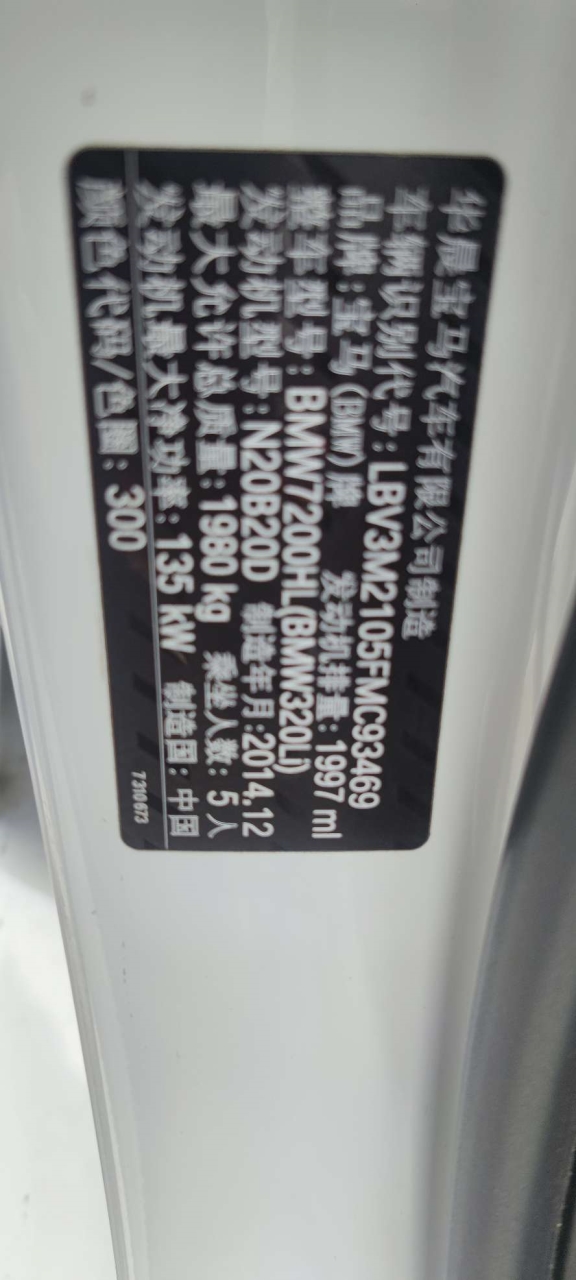 华晨宝马汽车有限公司制造
车辆识别代号:LBV3M2105FMC93469
品牌:宝马(BMW)牌 发动机排量:1997 ml
整车型号:BMW7200HL(BMW320Li)
发动机型号:N20B20D 制造年月:2014.12
最大允许总质量:1980 kg 乘坐人数:5人
发动机最大净功率:135 kW 制造国:中国
颜色代码/色圈:300
7310673